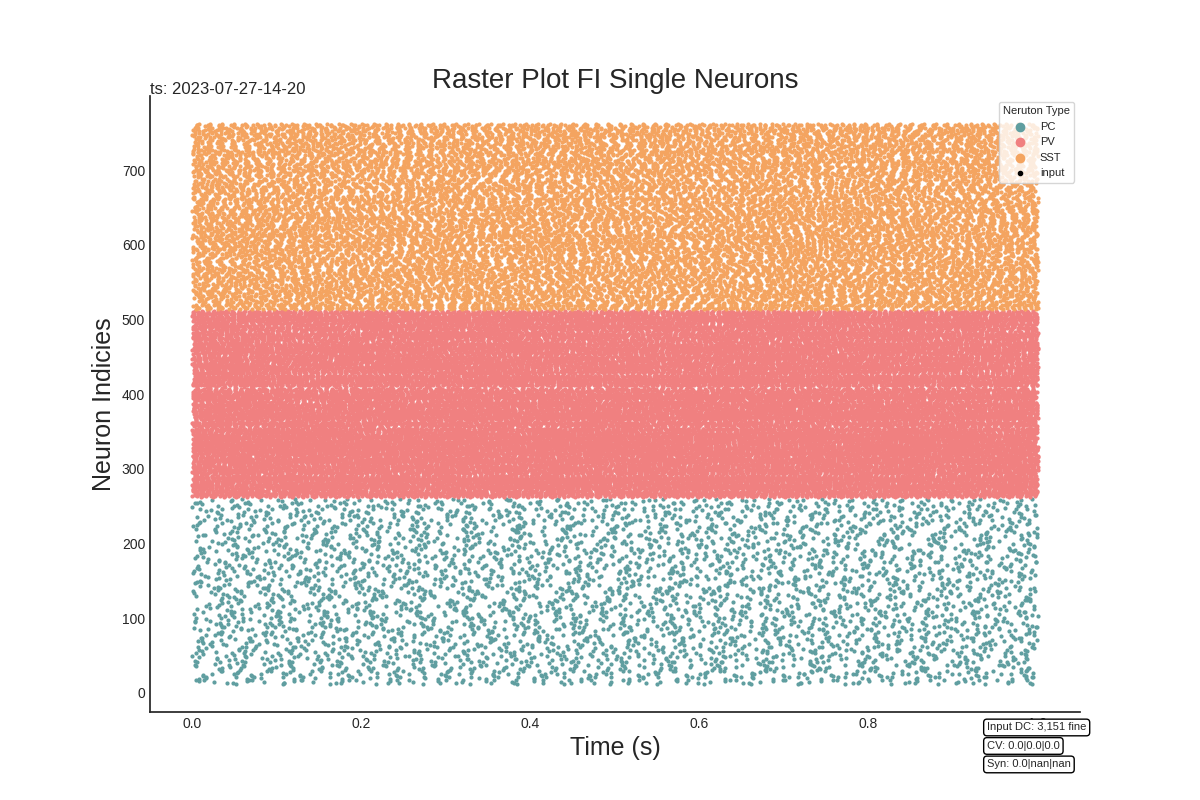 Raster Plot FI Single Neurons
ts: 2023-07-27-14-20
Neruton Type
PC
PV
SST
input
Neuron Indicies
700
600
500
400
300
200
100
0
0.0 0.2 0.4 0.6 0.8
Time (s)
Input DC: 3,151 fine
CV: 0.0|0.0|0.0
Syn: 0.0|nan|nan